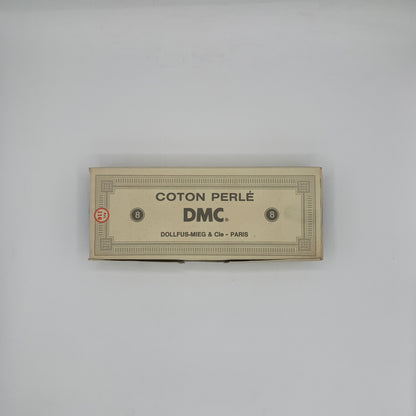 COTON PERLÉ
8 DMC® 8
DOLLFUS-MIEG & Cie - PARIS